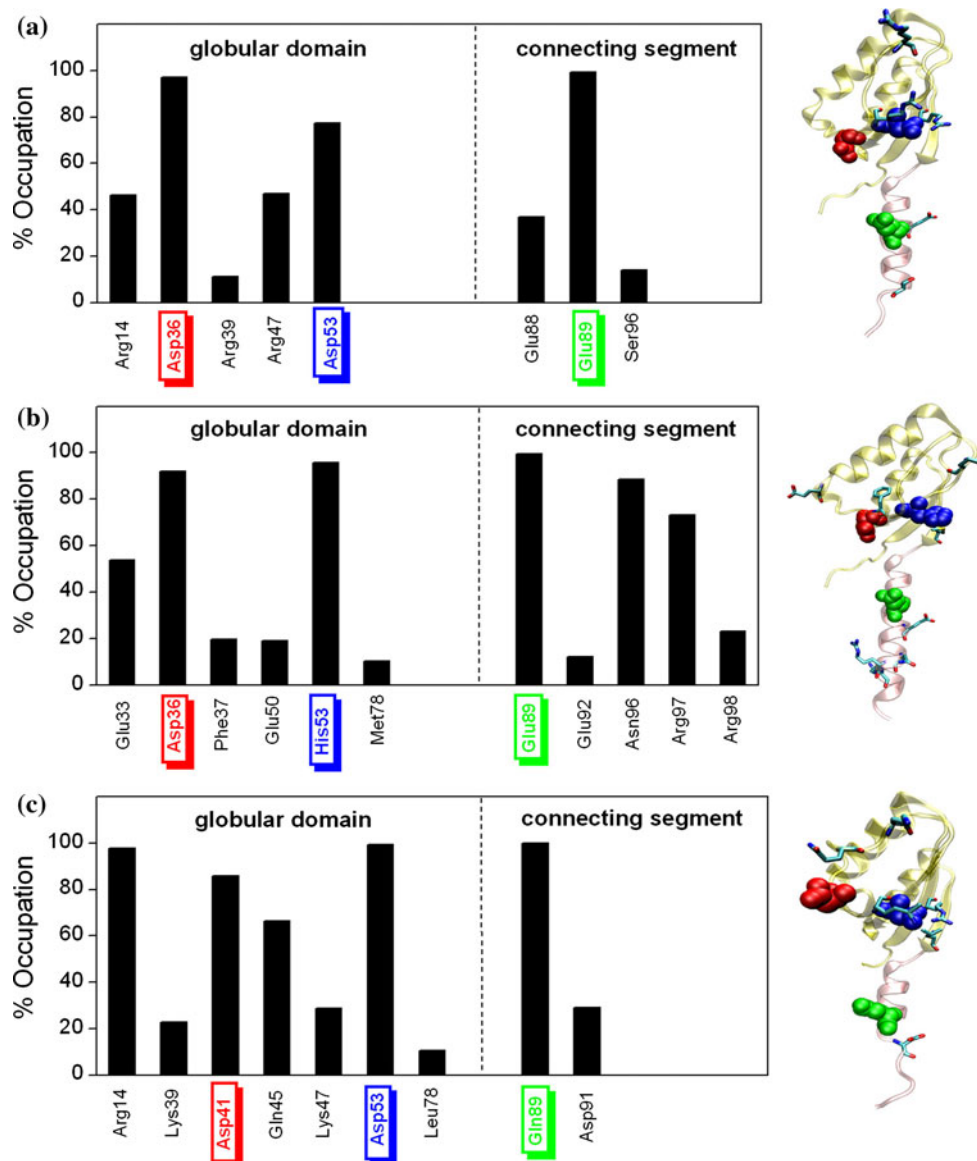 (a)
globular domain
connecting segment
% Occupation
100
80
60
40
20
0
Arg14
Asp36
Arg39
Arg47
Asp53
Glu88
Glu89
Ser96
(b)
globular domain
connecting segment
% Occupation
100
80
60
40
20
0
Glu33
Asp36
Phe37
Glu50
His53
Met78
Glu89
Glu92
Asn96
Arg97
Arg98
(c)
globular domain
connecting segment
% Occupation
100
80
60
40
20
0
Arg14
Lys39
Asp41
Gln45
Lys47
Asp53
Leu78
Gln89
Asp91